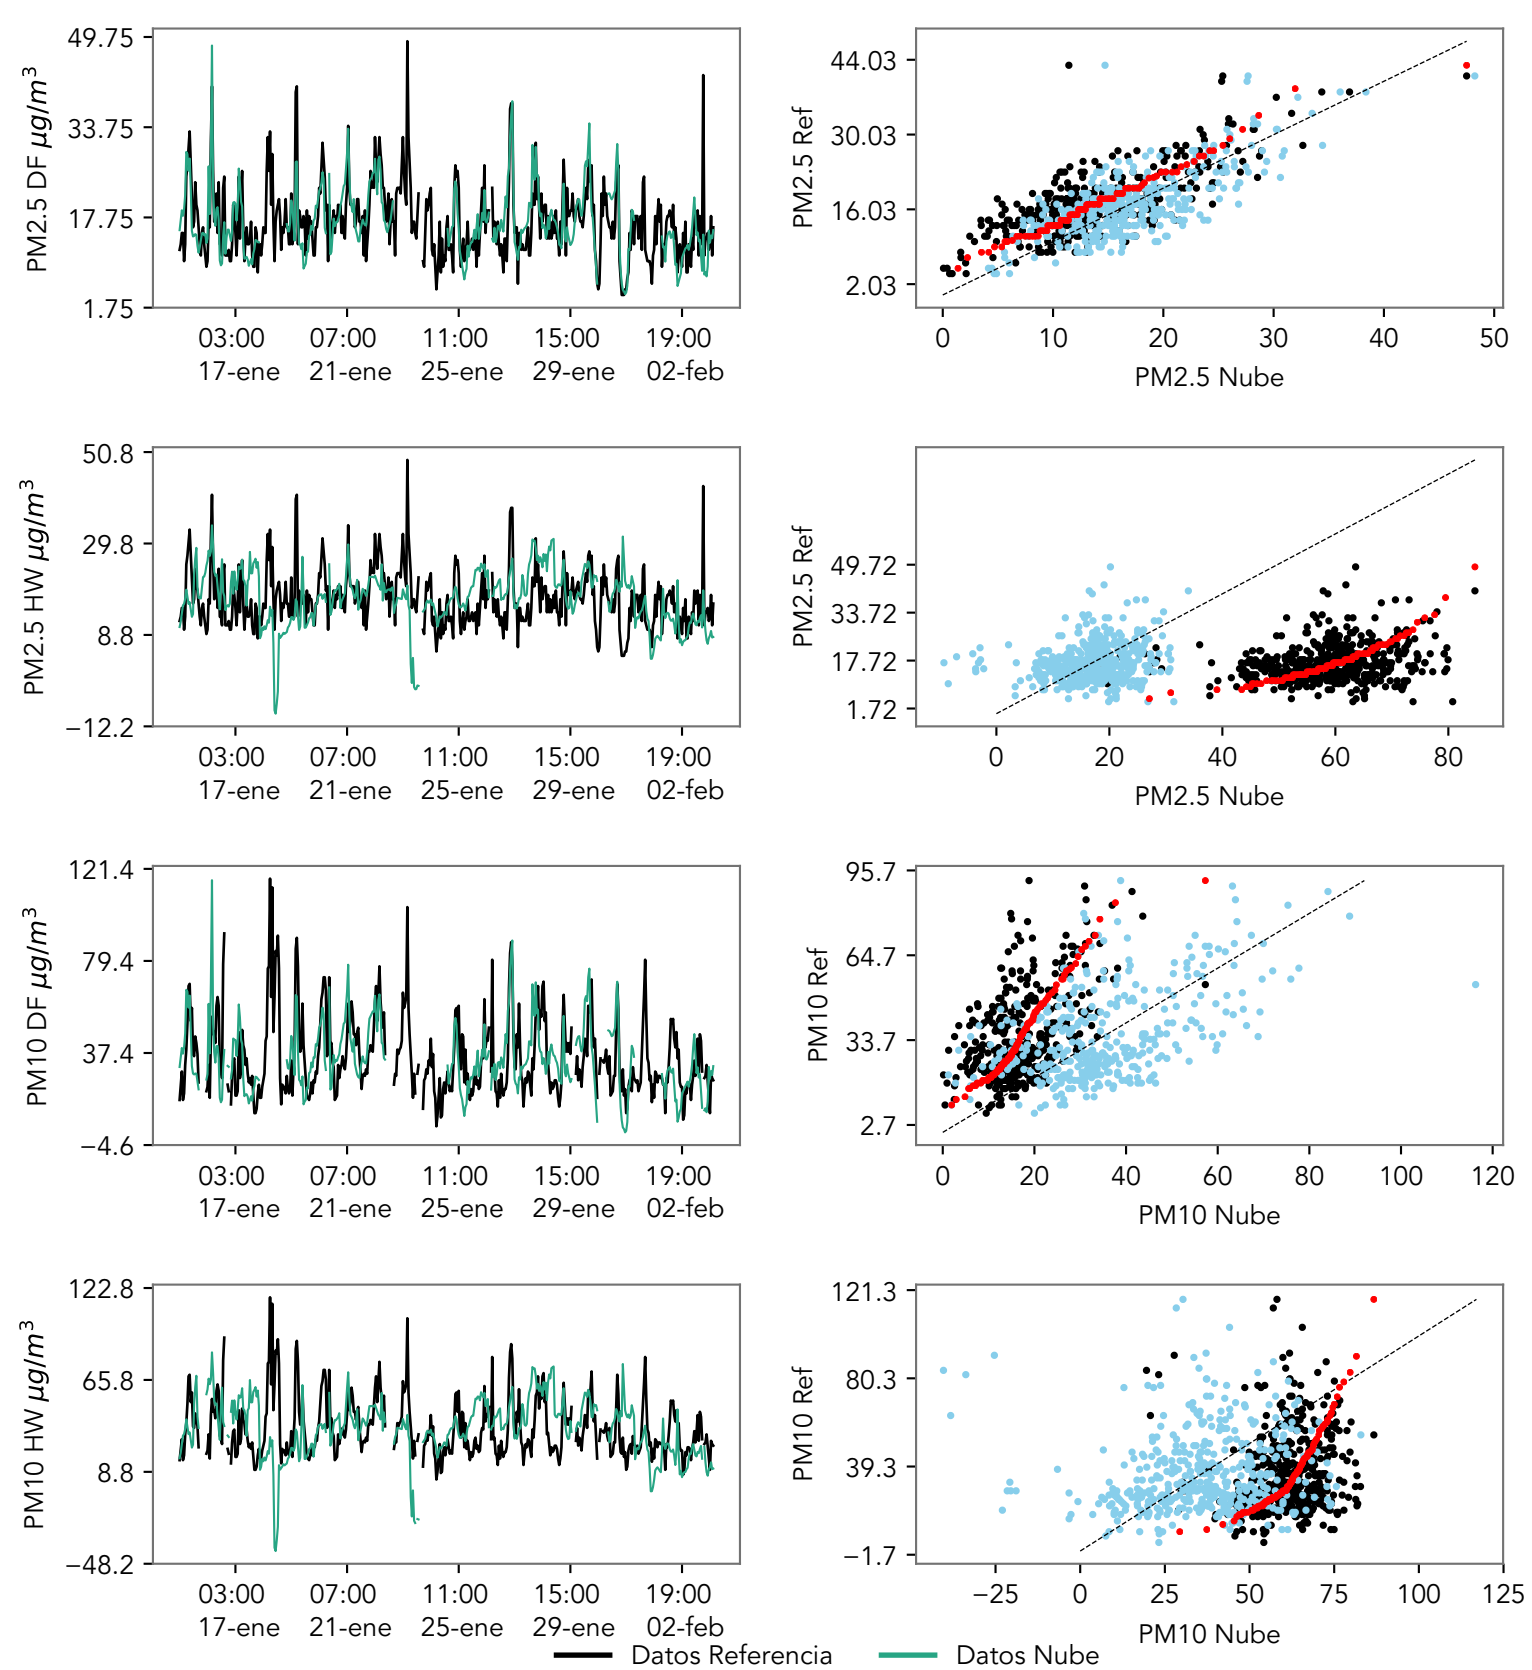 49.75
33.75
17.75
1.75
PM2.5 DF μg/m³
03:00 07:00 11:00 15:00 19:00
17-ene 21-ene 25-ene 29-ene 02-feb
44.03
30.03
16.03
2.03
PM2.5 Ref
0 10 20 30 40 50
PM2.5 Nube
50.8
29.8
8.8
−12.2
PM2.5 HW μg/m³
03:00 07:00 11:00 15:00 19:00
17-ene 21-ene 25-ene 29-ene 02-feb
49.72
33.72
17.72
1.72
PM2.5 Ref
0 20 40 60 80
PM2.5 Nube
121.4
79.4
37.4
−4.6
PM10 DF μg/m³
03:00 07:00 11:00 15:00 19:00
17-ene 21-ene 25-ene 29-ene 02-feb
95.7
64.7
33.7
2.7
PM10 Ref
0 20 40 60 80 100 120
PM10 Nube
122.8
65.8
8.8
−48.2
PM10 HW μg/m³
03:00 07:00 11:00 15:00 19:00
17-ene 21-ene 25-ene 29-ene 02-feb
121.3
80.3
39.3
−1.7
PM10 Ref
−25 0 25 50 75 100 125
PM10 Nube
Datos Referencia Datos Nube